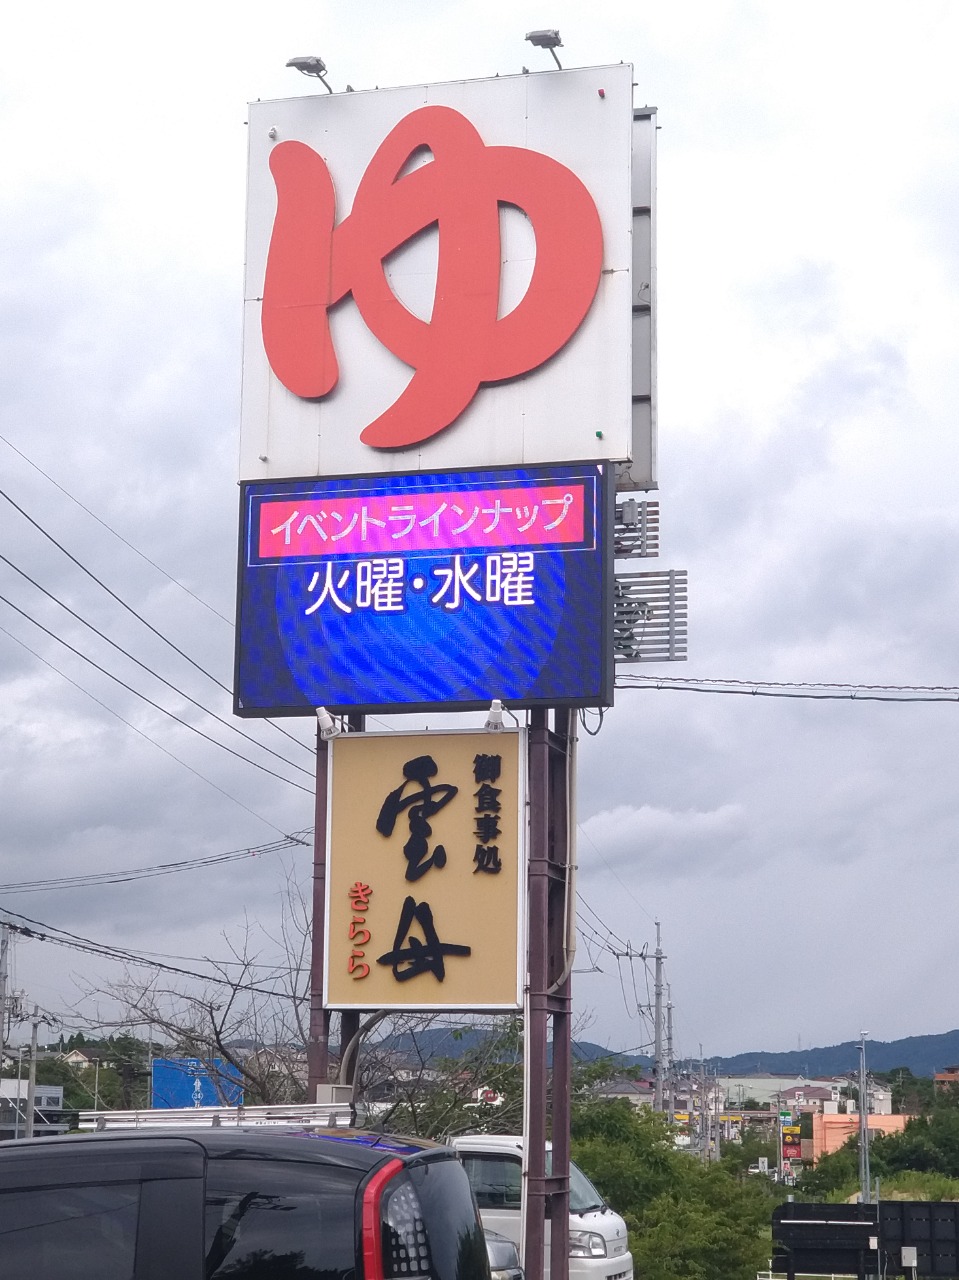 ゆ
イベントラインナップ
火曜・水曜
御食事処
雲母
きらら